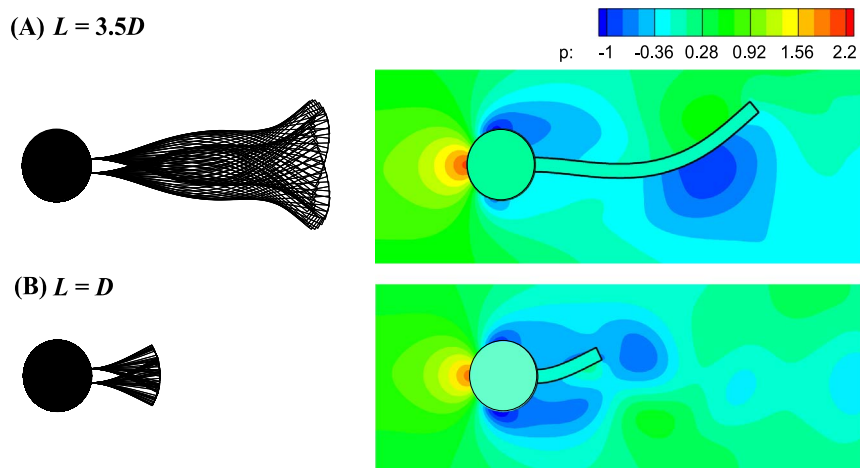 (A) L = 3.5D
p: -1 -0.36 0.28 0.92 1.56 2.2
(B) L = D